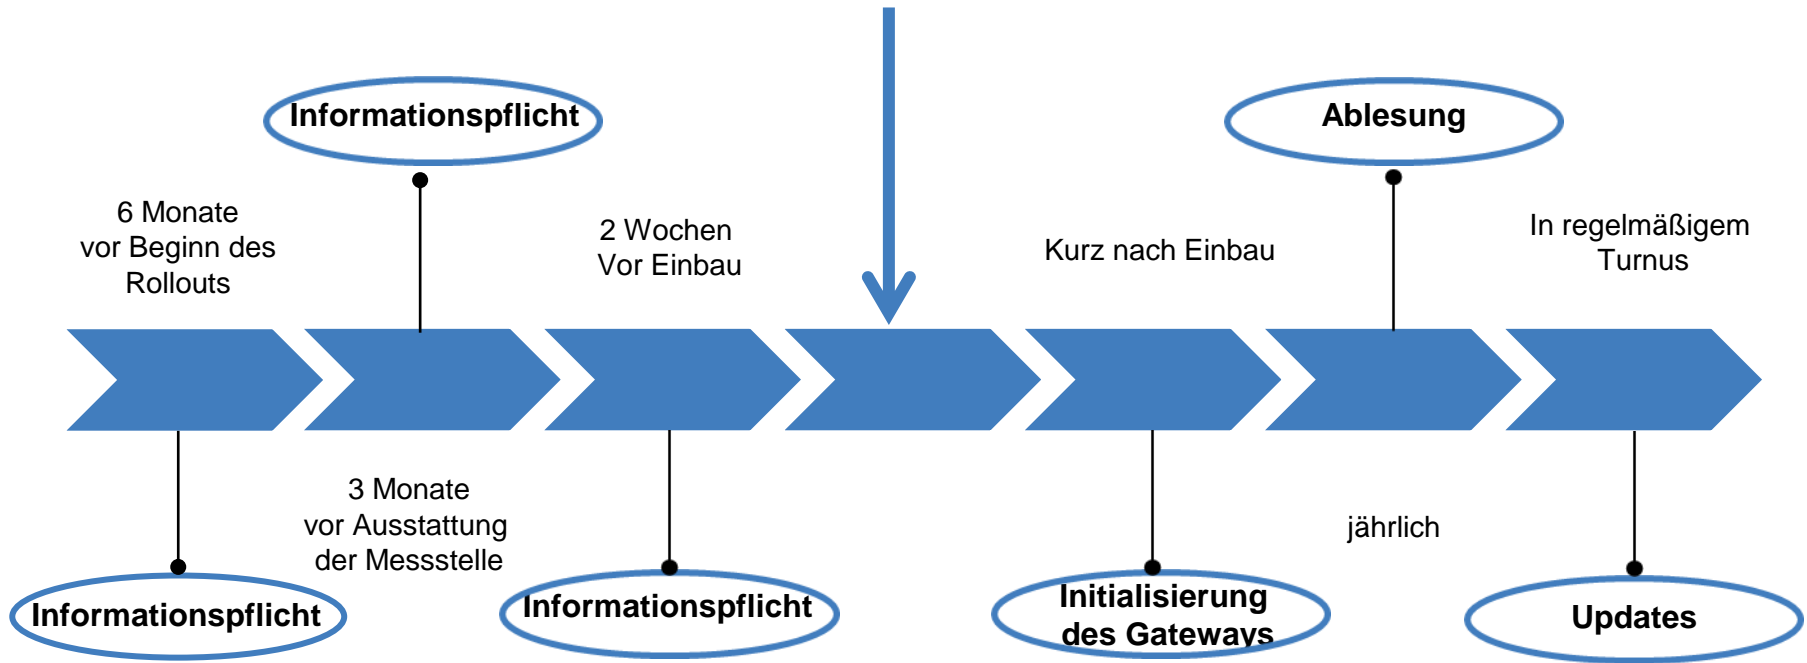 Informationspflicht
Ablesung
6 Monate
vor Beginn des
Rollouts
2 Wochen
Vor Einbau
Kurz nach Einbau
In regelmäßigem
Turnus
3 Monate
vor Ausstattung
der Messstelle
jährlich
Informationspflicht
Informationspflicht
Initialisierung
des Gateways
Updates